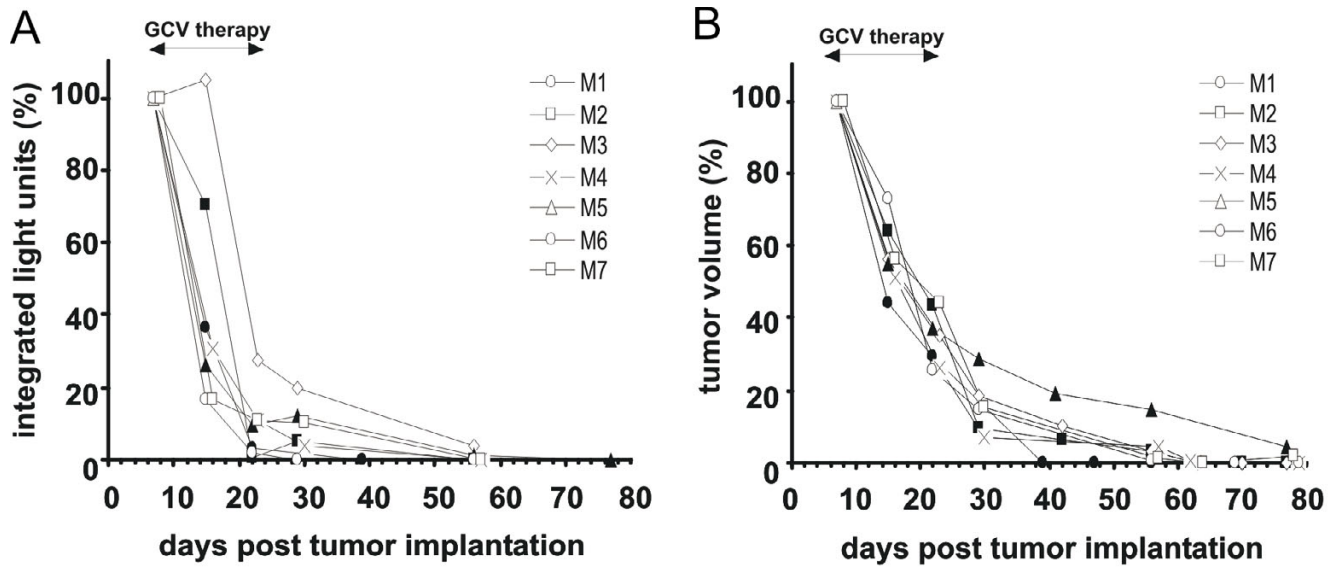 A
GCV therapy
integrated light units (%)
100
80
60
40
20
0
0 10 20 30 40 50 60 70 80
days post tumor implantation
M1
M2
M3
M4
M5
M6
M7
B
GCV therapy
tumor volume (%)
100
80
60
40
20
0
0 10 20 30 40 50 60 70 80
days post tumor implantation
M1
M2
M3
M4
M5
M6
M7